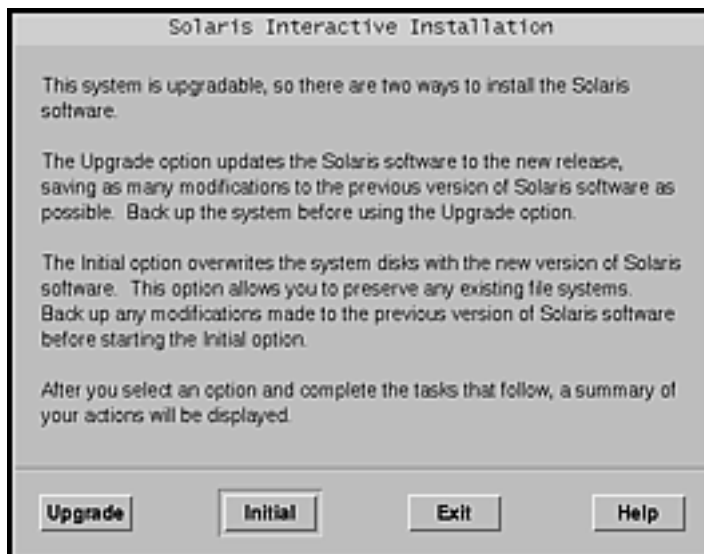 Solaris Interactive Installation
This system is upgradable, so there are two ways to install the Solaris
software.
The Upgrade option updates the Solaris software to the new release,
saving as many modifications to the previous version of Solaris software as
possible. Back up the system before using the Upgrade option.
The Initial option overwrites the system disks with the new version of Solaris
software. This option allows you to preserve any existing file systems.
Back up any modifications made to the previous version of Solaris software
before starting the Initial option.
After you select an option and complete the tasks that follow, a summary of
your actions will be displayed.
Upgrade Initial Exit Help